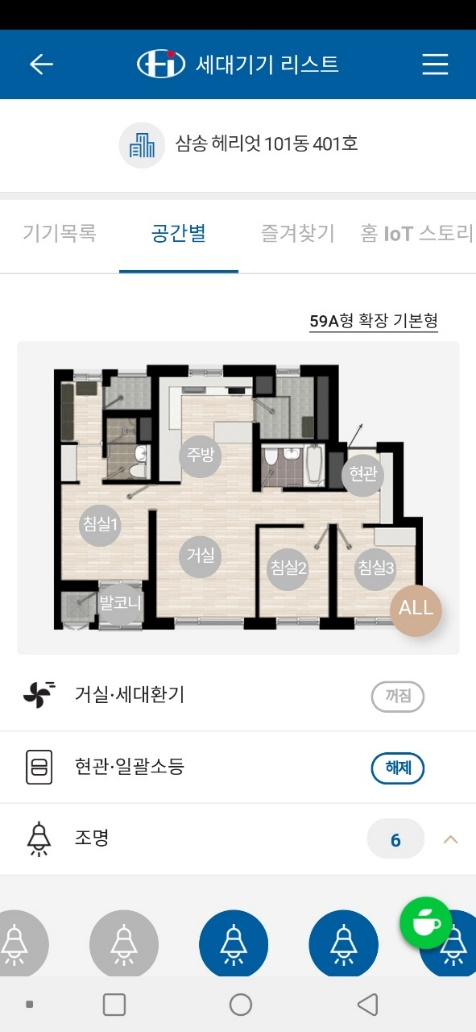 Hi 세대기기 리스트
삼송 헤리엇 101동 401호
기기목록 공간별 즐겨찾기 홈 IoT 스토리
59A형 확장 기본형
주방
현관
침실1
거실
침실2
침실3
발코니
ALL
거실·세대환기 꺼짐
현관·일괄소등 해제
조명 6